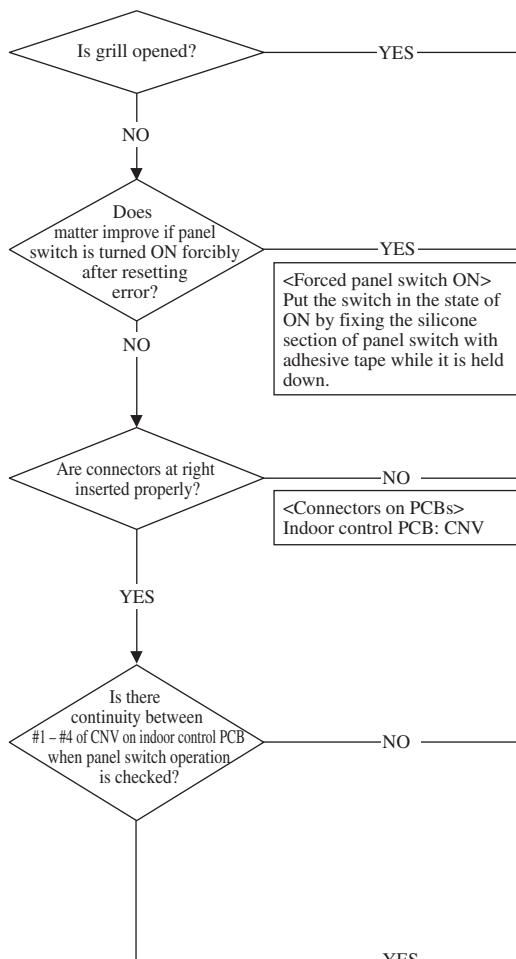 Is grill opened?
YES
NO
Does
matter improve if panel
switch is turned ON forcibly
after resetting
error?
YES
<Forced panel switch ON>
Put the switch in the state of
ON by fixing the silicone
section of panel switch with
adhesive tape while it is held
down.
NO
Are connectors at right
inserted properly?
NO
<Connectors on PCBs>
Indoor control PCB: CNV
YES
Is there
continuity between
#1 – #4 of CNV on indoor control PCB
when panel switch operation
is checked?
NO
YES